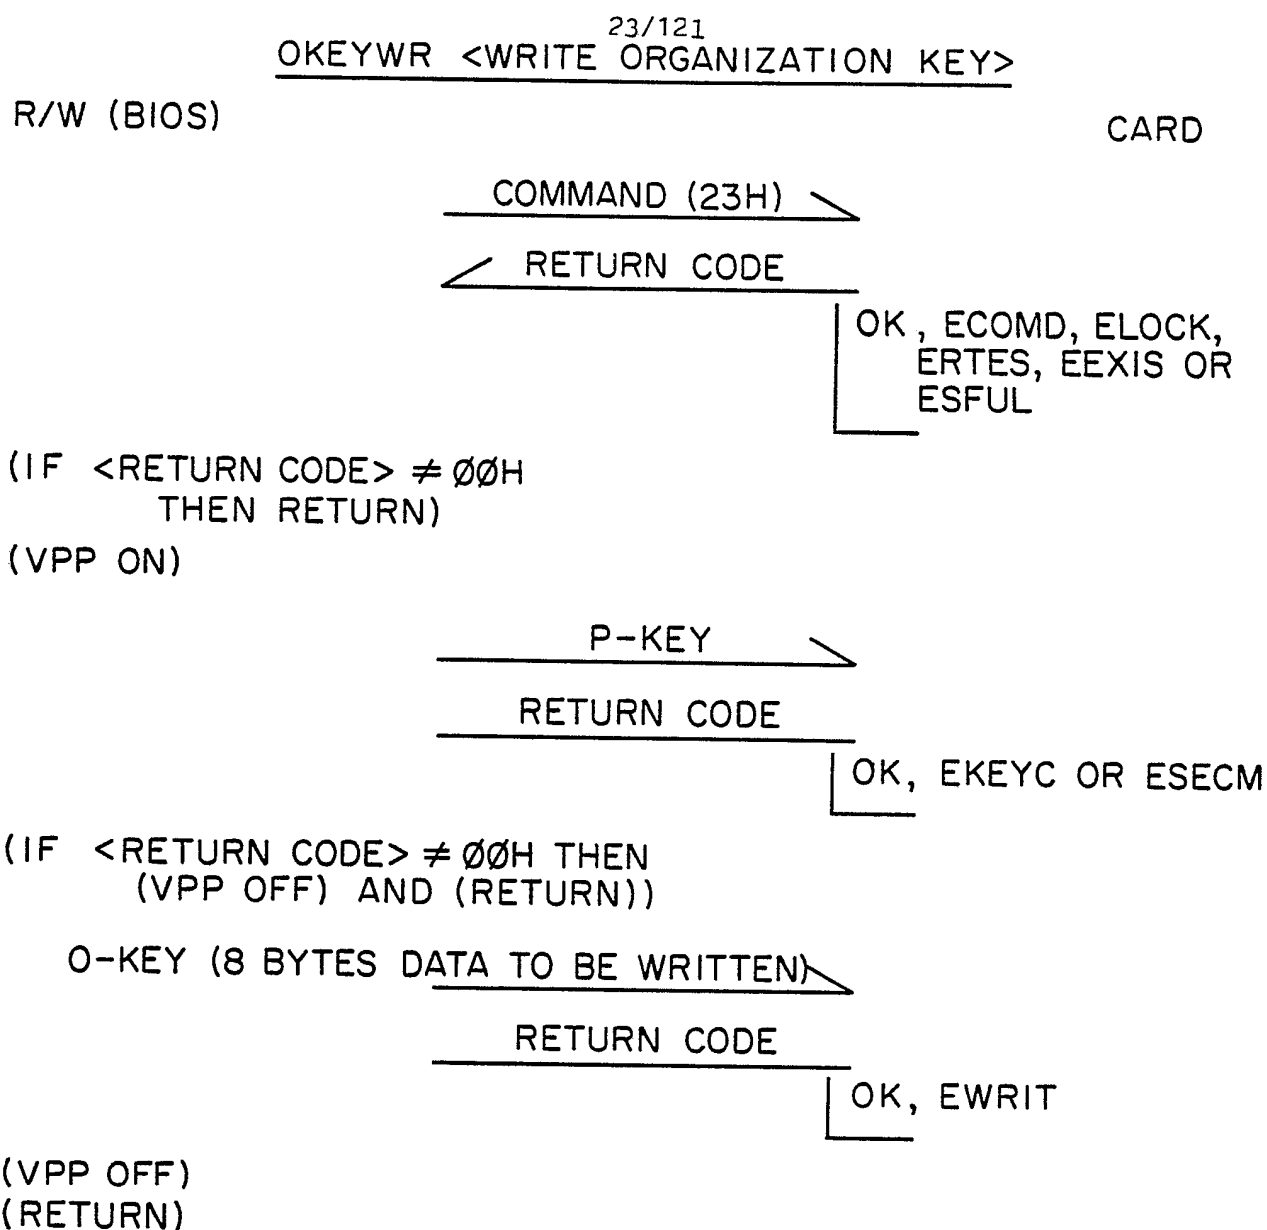 23/121
OKEYWR <WRITE ORGANIZATION KEY>
R/W (BIOS)
CARD
COMMAND (23H)
RETURN CODE
OK, ECOMD, ELOCK,
ERTES, EEXIS OR
ESFUL
(IF <RETURN CODE> ≠ ØØH
THEN RETURN)
(VPP ON)
P-KEY
RETURN CODE
OK, EKEYC OR ESECM
(IF <RETURN CODE> ≠ ØØH THEN
(VPP OFF) AND (RETURN))
O-KEY (8 BYTES DATA TO BE WRITTEN)
RETURN CODE
OK, EWRIT
(VPP OFF)
(RETURN)